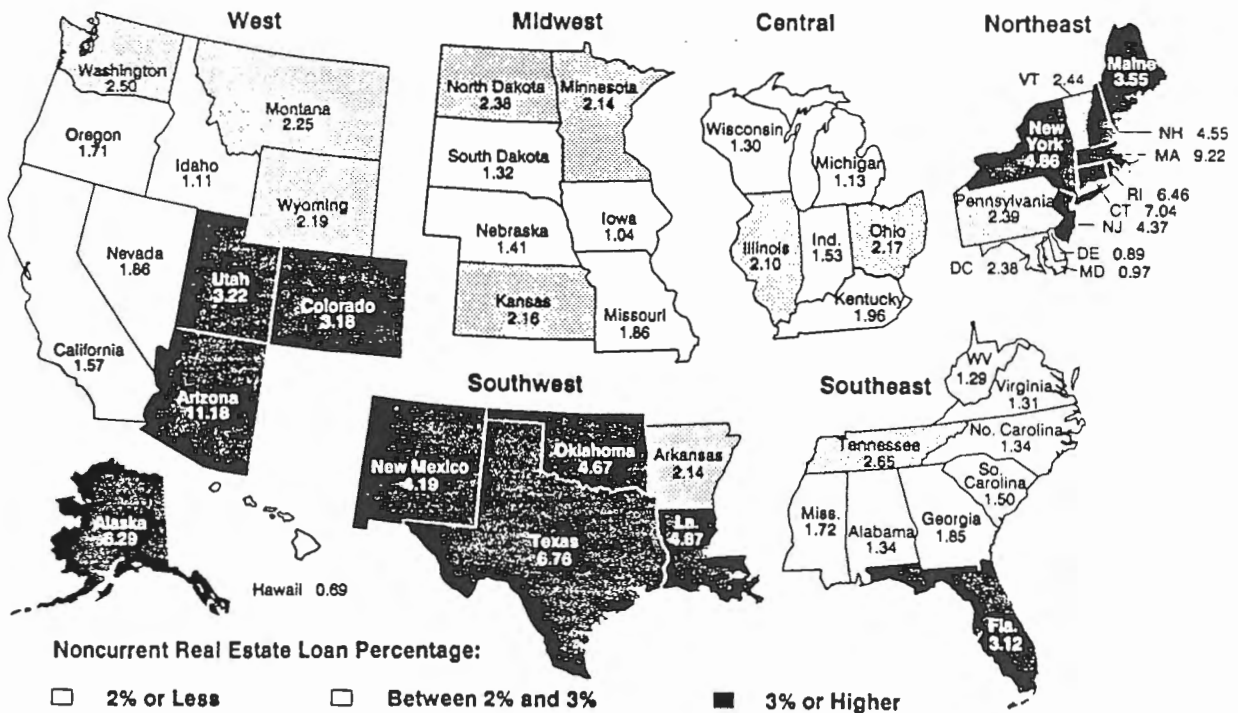 West
Washington
2.50
Montana
2.25
Oregon
1.71
Idaho
1.11
Wyoming
2.19
Nevada
1.86
Utah
3.22
Colorado
3.18
California
1.57
Arizona
11.18
Alaska
6.29
Hawaii 0.69
Midwest
North Dakota
2.38
Minnesota
2.14
South Dakota
1.32
Iowa
1.04
Nebraska
1.41
Kansas
2.16
Missouri
1.86
Central
Wisconsin
1.30
Michigan
1.13
Illinois
2.10
Ind.
1.53
Ohio
2.17
Kentucky
1.96
Northeast
Maine
3.55
VT 2.44
New
York
4.86
NH 4.55
MA 9.22
RI 6.46
CT 7.04
NJ 4.37
Pennsylvania
2.39
DE 0.89
MD 0.97
DC 2.38
Southwest
New Mexico
4.19
Oklahoma
4.67
Arkansas
2.14
Texas
6.76
La.
4.87
Southeast
WV
1.29
Virginia
1.31
No. Carolina
1.34
Tennessee
2.65
So.
Carolina
1.50
Miss.
1.72
Alabama
1.34
Georgia
1.85
Fla.
3.12
Noncurrent Real Estate Loan Percentage:
2% or Less
Between 2% and 3%
3% or Higher